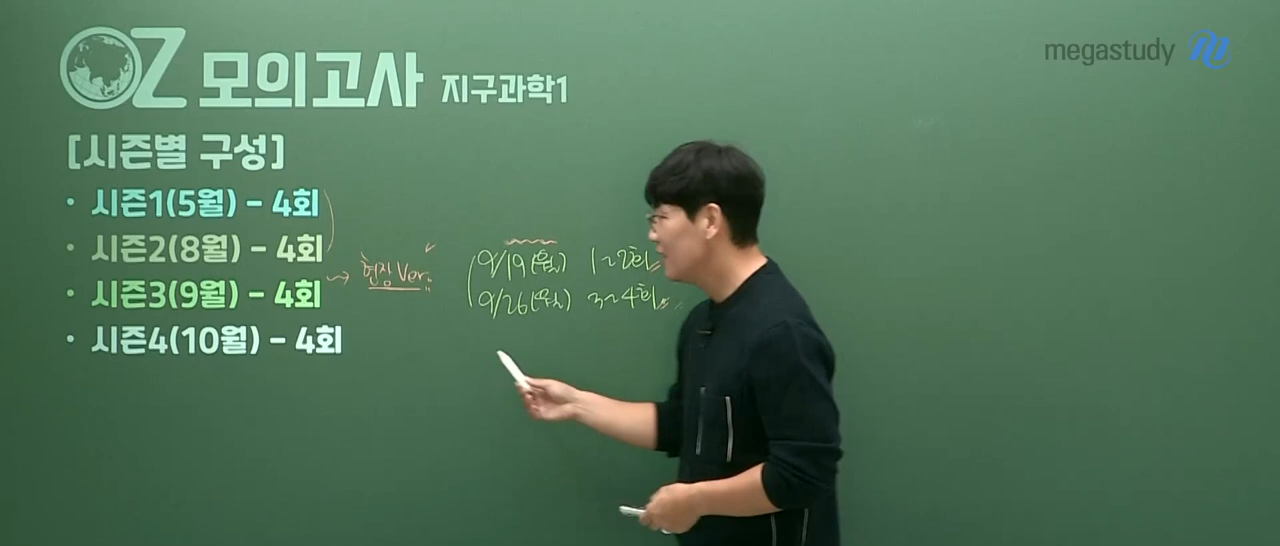 OZ 모의고사 지구과학1
megastudy
[시즌별 구성]
• 시즌1(5월) – 4회
• 시즌2(8월) – 4회
• 시즌3(9월) – 4회
→ 현장 Ver.
9/19(월) 1~2회
9/26(월) 3~4회
• 시즌4(10월) – 4회